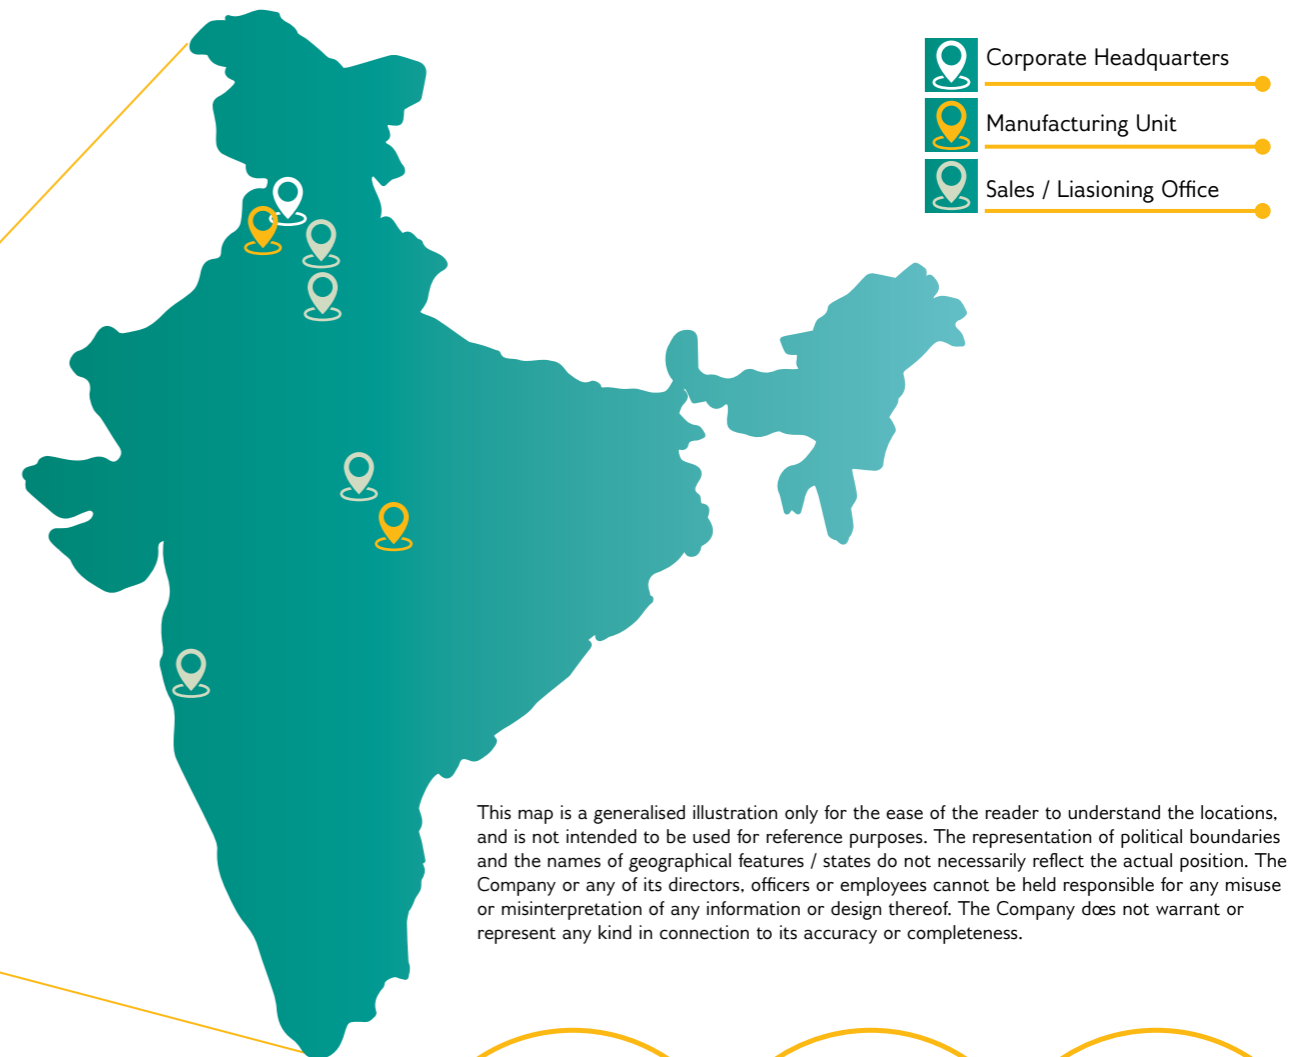 Corporate Headquarters
Manufacturing Unit
Sales / Liasioning Office
This map is a generalised illustration only for the ease of the reader to understand the locations,
and is not intended to be used for reference purposes. The representation of political boundaries
and the names of geographical features / states do not necessarily reflect the actual position. The
Company or any of its directors, officers or employees cannot be held responsible for any misuse
or misinterpretation of any information or design thereof. The Company dœs not warrant or
represent any kind in connection to its accuracy or completeness.